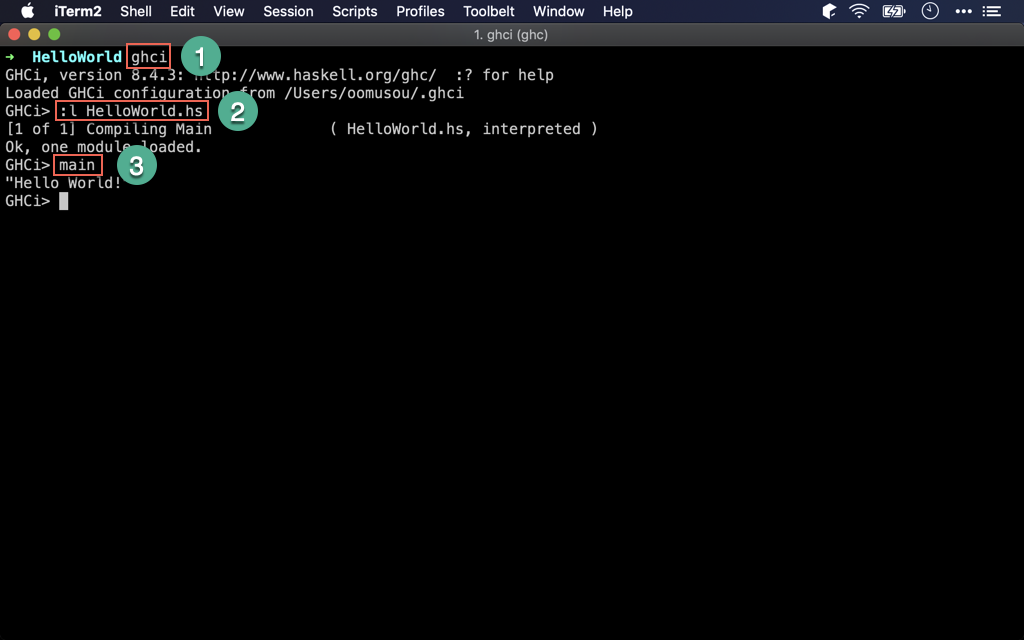 iTerm2 Shell Edit View Session Scripts Profiles Toolbelt Window Help
1. ghci (ghc)
➜ HelloWorld ghci 1
GHCi, version 8.4.3: http://www.haskell.org/ghc/ :? for help
Loaded GHCi configuration from /Users/oomusou/.ghci
GHCi> :l HelloWorld.hs 2
[1 of 1] Compiling Main ( HelloWorld.hs, interpreted )
Ok, one module loaded.
GHCi> main 3
"Hello World!
GHCi>